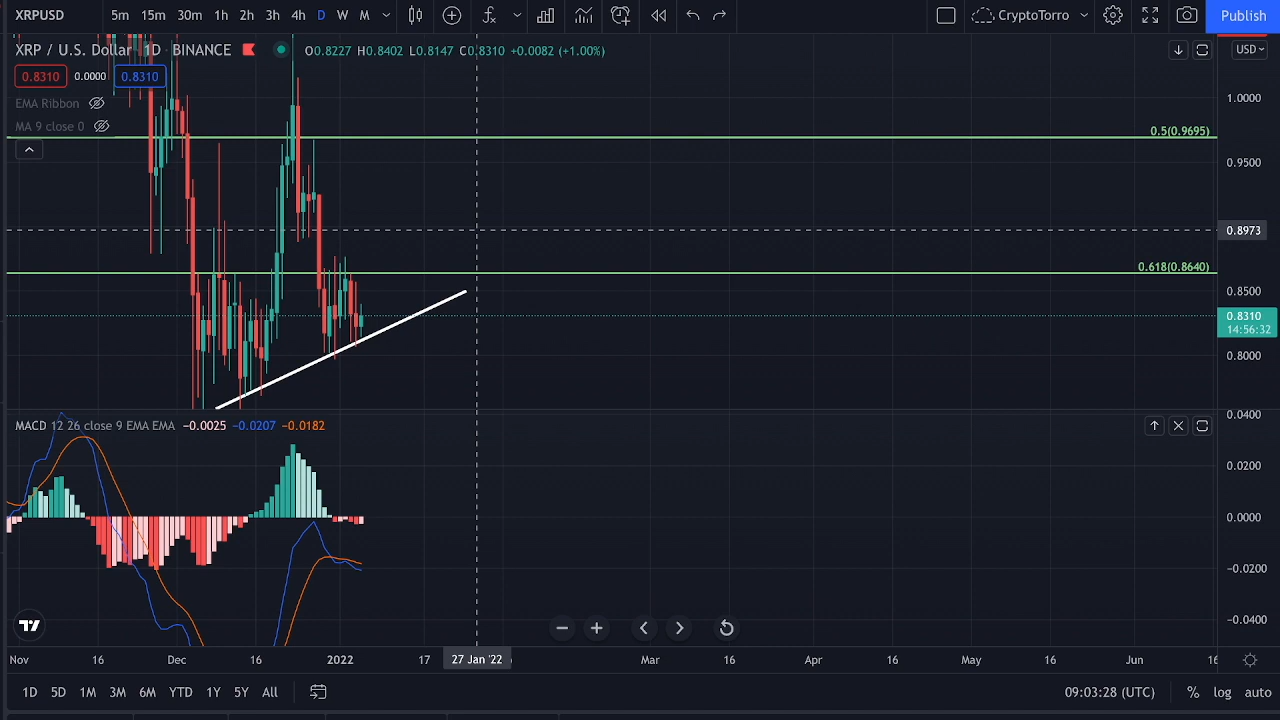 XRPUSD 5m 15m 30m 1h 2h 3h 4h D W M CryptoTorro Publish
XRP / U.S. Dollar 1D BINANCE O0.8227 H0.8402 L0.8147 C0.8310 +0.0082 (+1.00%) USD
0.8310 0.0000 0.8310
EMA Ribbon
MA 9 close 0
1.0000
0.5(0.9695)
0.9500
0.8973
0.618(0.8640)
0.8500
0.8310
14:56:32
0.8000
0.0400
MACD 12 26 close 9 EMA EMA −0.0025 −0.0207 −0.0182
0.0200
0.0000
−0.0200
−0.0400
Nov 16 Dec 16 2022 17 27 Jan '22 Mar 16 Apr 16 May 16 Jun 16
1D 5D 1M 3M 6M YTD 1Y 5Y All 09:03:28 (UTC) % log auto